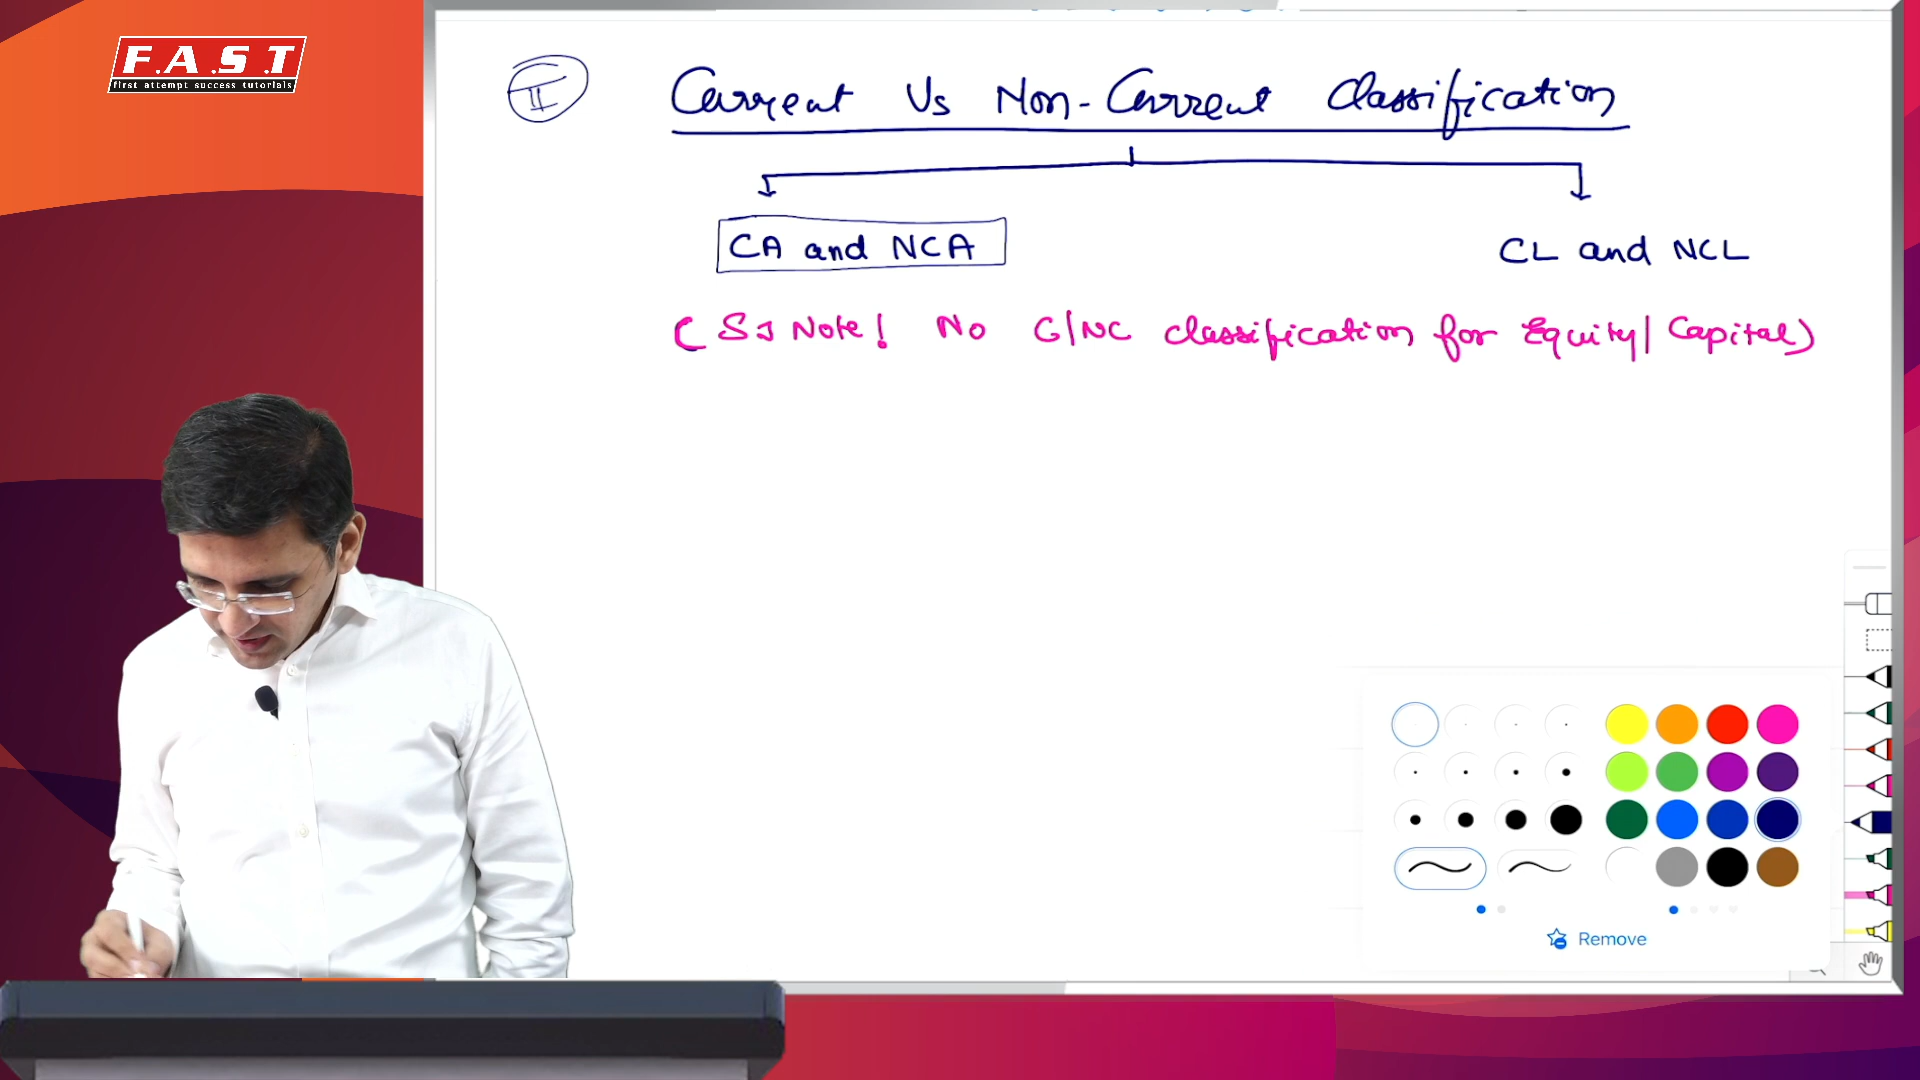 F.A.S.T
first attempt success tutorials
II
Current Vs Non-Current Classification
CA and NCA
CL and NCL
Note! No C/NC classification for Equity/Capital)
Remove